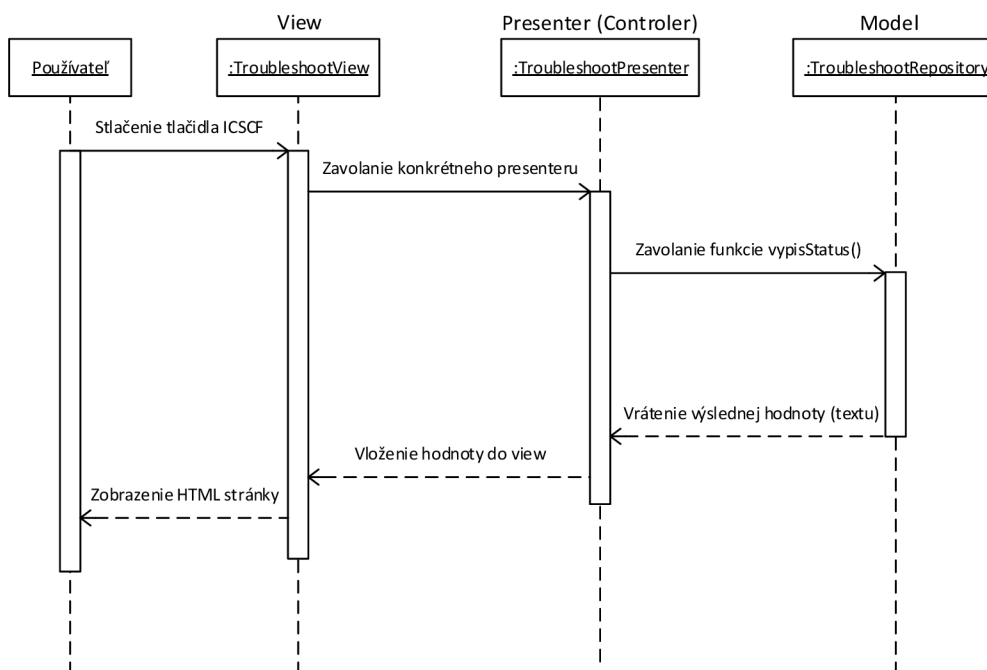 View
Presenter (Controler)
Model
Používateľ
:TroubleshootView
:TroubleshootPresenter
:TroubleshootRepository
Stlačenie tlačidla ICSCF
Zavolanie konkrétneho presenteru
Zavolanie funkcie vypisStatus()
Vrátenie výslednej hodnoty (textu)
Vloženie hodnoty do view
Zobrazenie HTML stránky